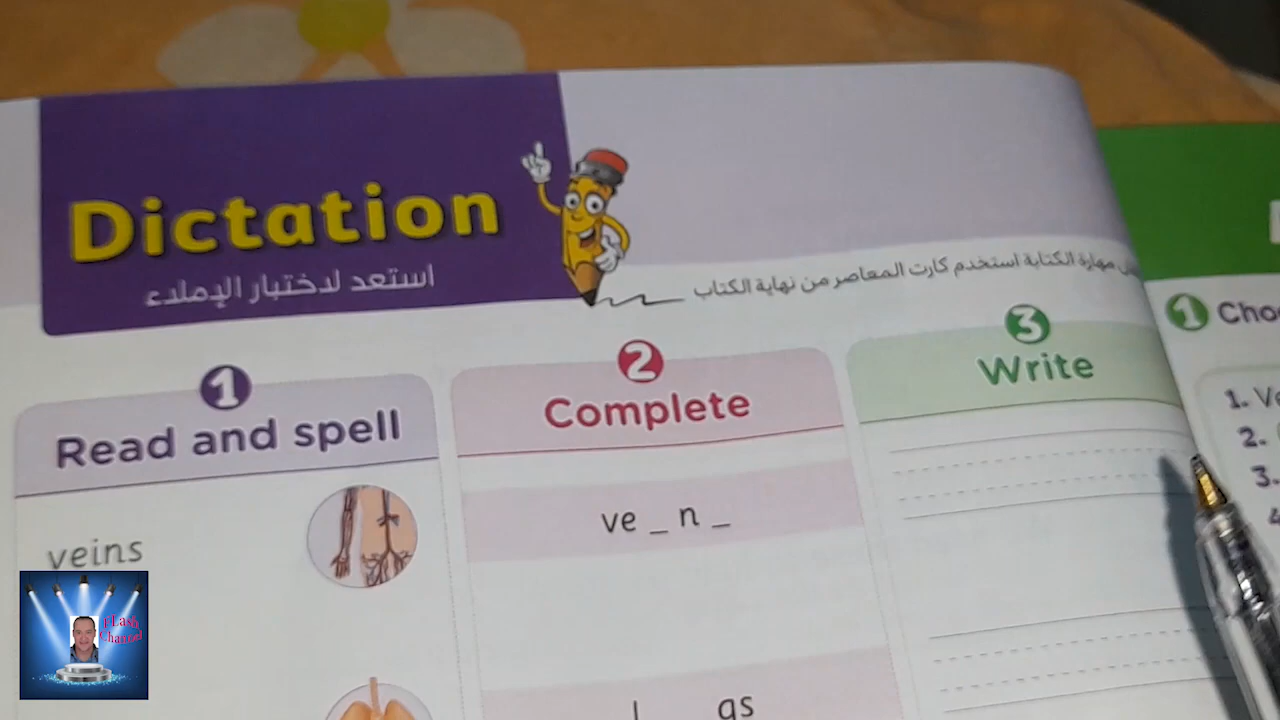 Dictation
استعد لاختبار الإملاء
مهارة الكتابة استخدم كارت المعاصر من نهاية الكتاب
1
Read and spell
2
Complete
3
Write
veins
ve _ n _
l _ _ gs
1
1.
2.
3.
4
FLash
Channel